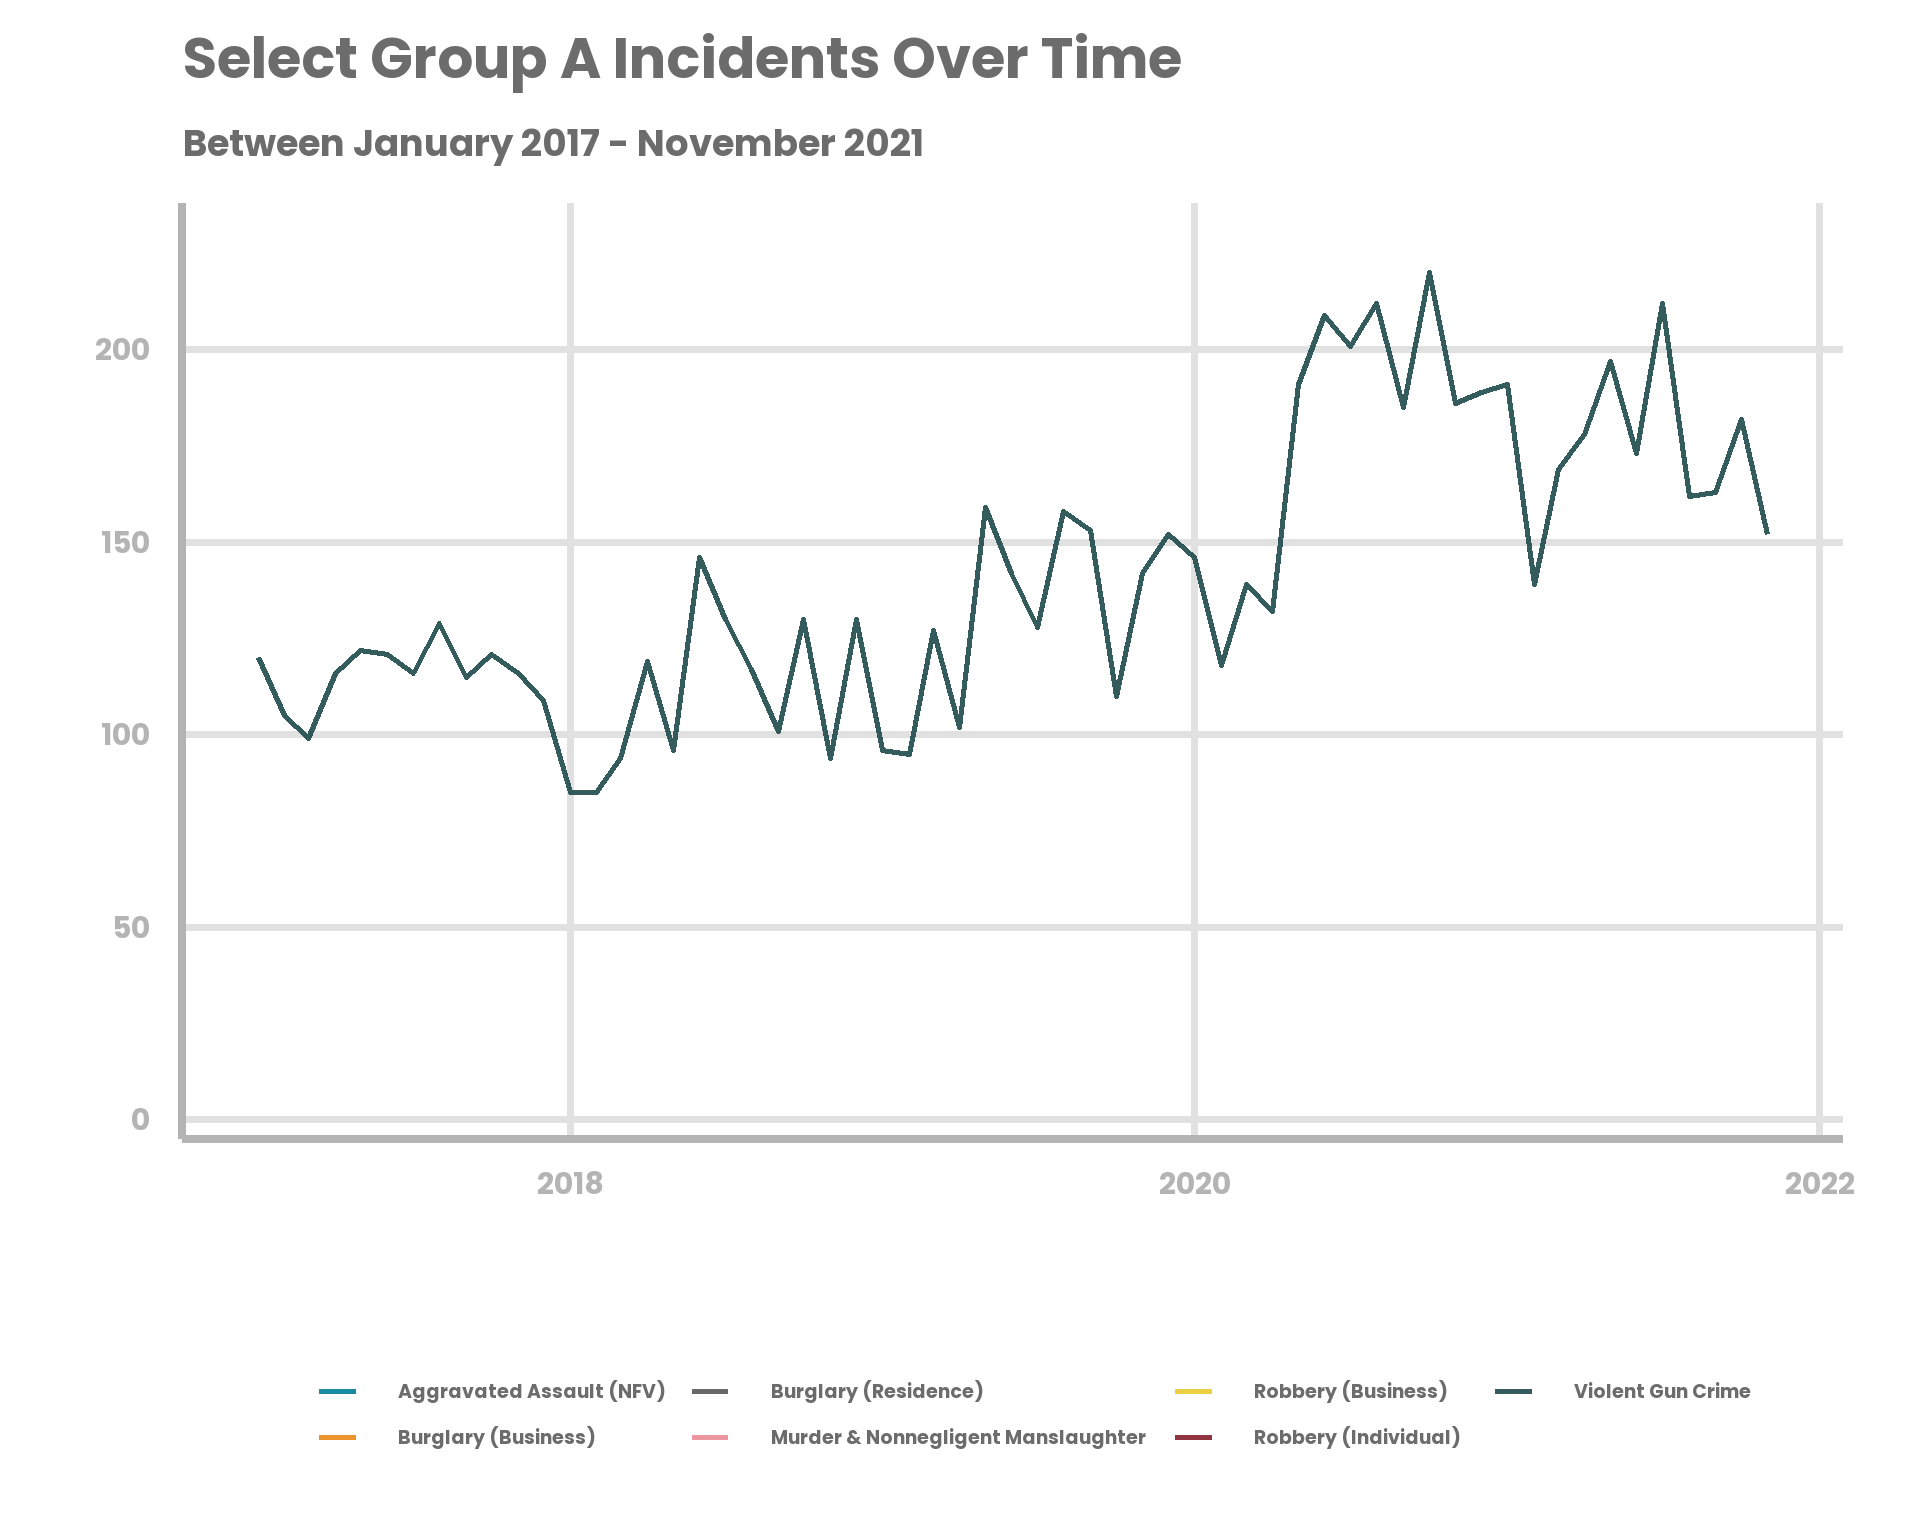 Select Group A Incidents Over Time
Between January 2017 - November 2021
200
150
100
50
0
2018
2020
2022
Aggravated Assault (NFV)
Burglary (Residence)
Robbery (Business)
Violent Gun Crime
Burglary (Business)
Murder & Nonnegligent Manslaughter
Robbery (Individual)